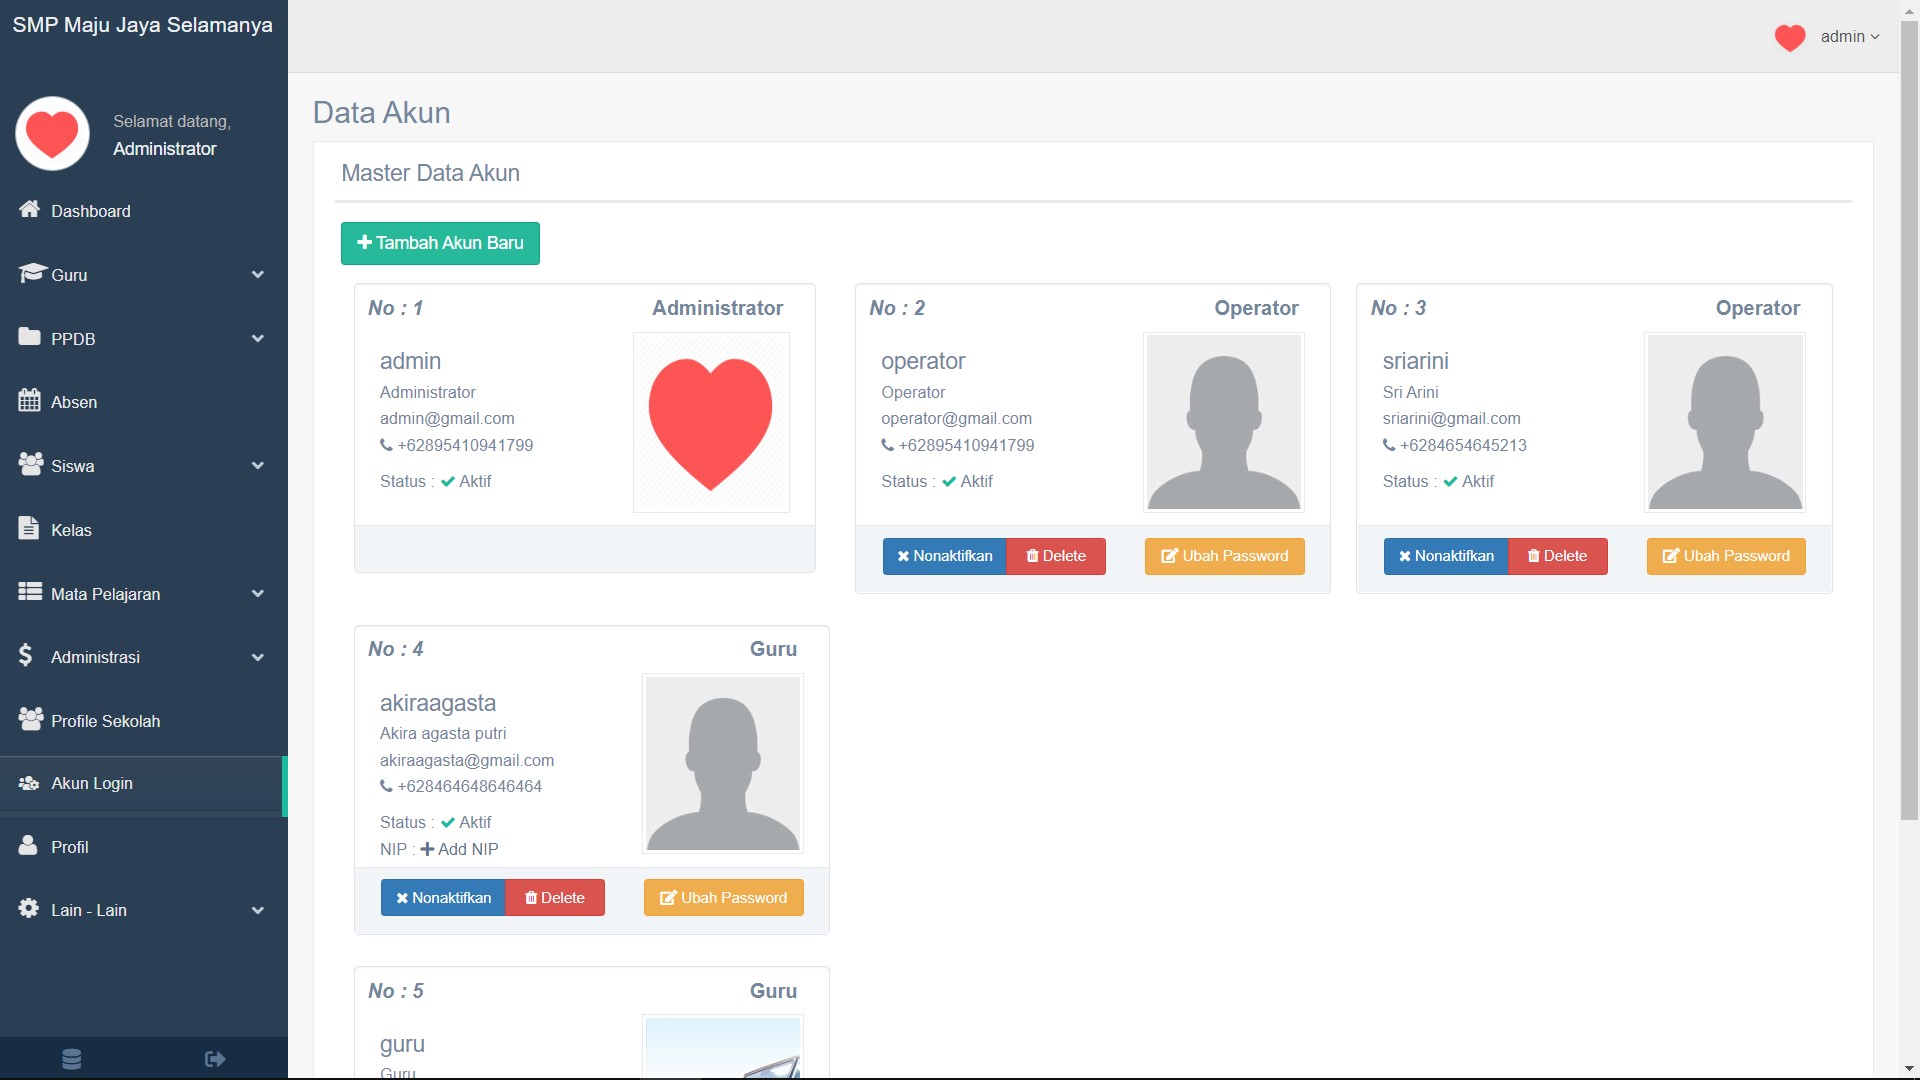 SMP Maju Jaya Selamanya
admin
Selamat datang,
Administrator
Dashboard
Guru
PPDB
Absen
Siswa
Kelas
Mata Pelajaran
Administrasi
Profile Sekolah
Akun Login
Profil
Lain - Lain
Data Akun
Master Data Akun
Tambah Akun Baru
No : 1 Administrator
admin
Administrator
admin@gmail.com
+62895410941799
Status : Aktif
No : 2 Operator
operator
Operator
operator@gmail.com
+62895410941799
Status : Aktif
Nonaktifkan Delete Ubah Password
No : 3 Operator
sriarini
Sri Arini
sriarini@gmail.com
+6284654645213
Status : Aktif
Nonaktifkan Delete Ubah Password
No : 4 Guru
akiraagasta
Akira agasta putri
akiraagasta@gmail.com
+628464648646464
Status : Aktif
NIP : Add NIP
Nonaktifkan Delete Ubah Password
No : 5 Guru
guru
Guru